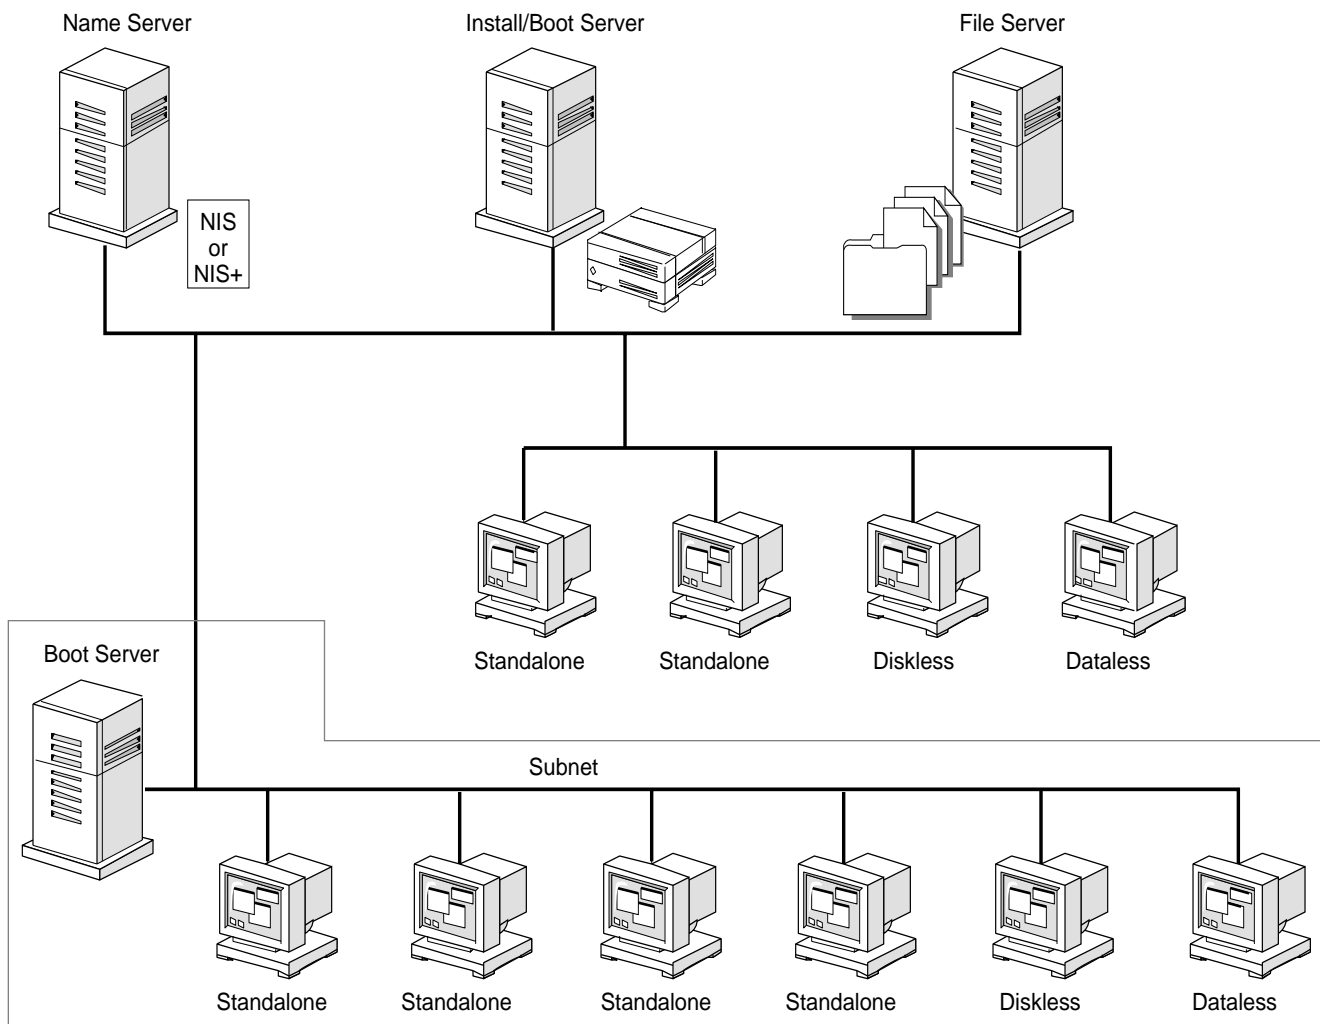 Name Server
Install/Boot Server
File Server
NIS
or
NIS+
Standalone
Standalone
Diskless
Dataless
Boot Server
Subnet
Standalone
Standalone
Standalone
Standalone
Diskless
Dataless